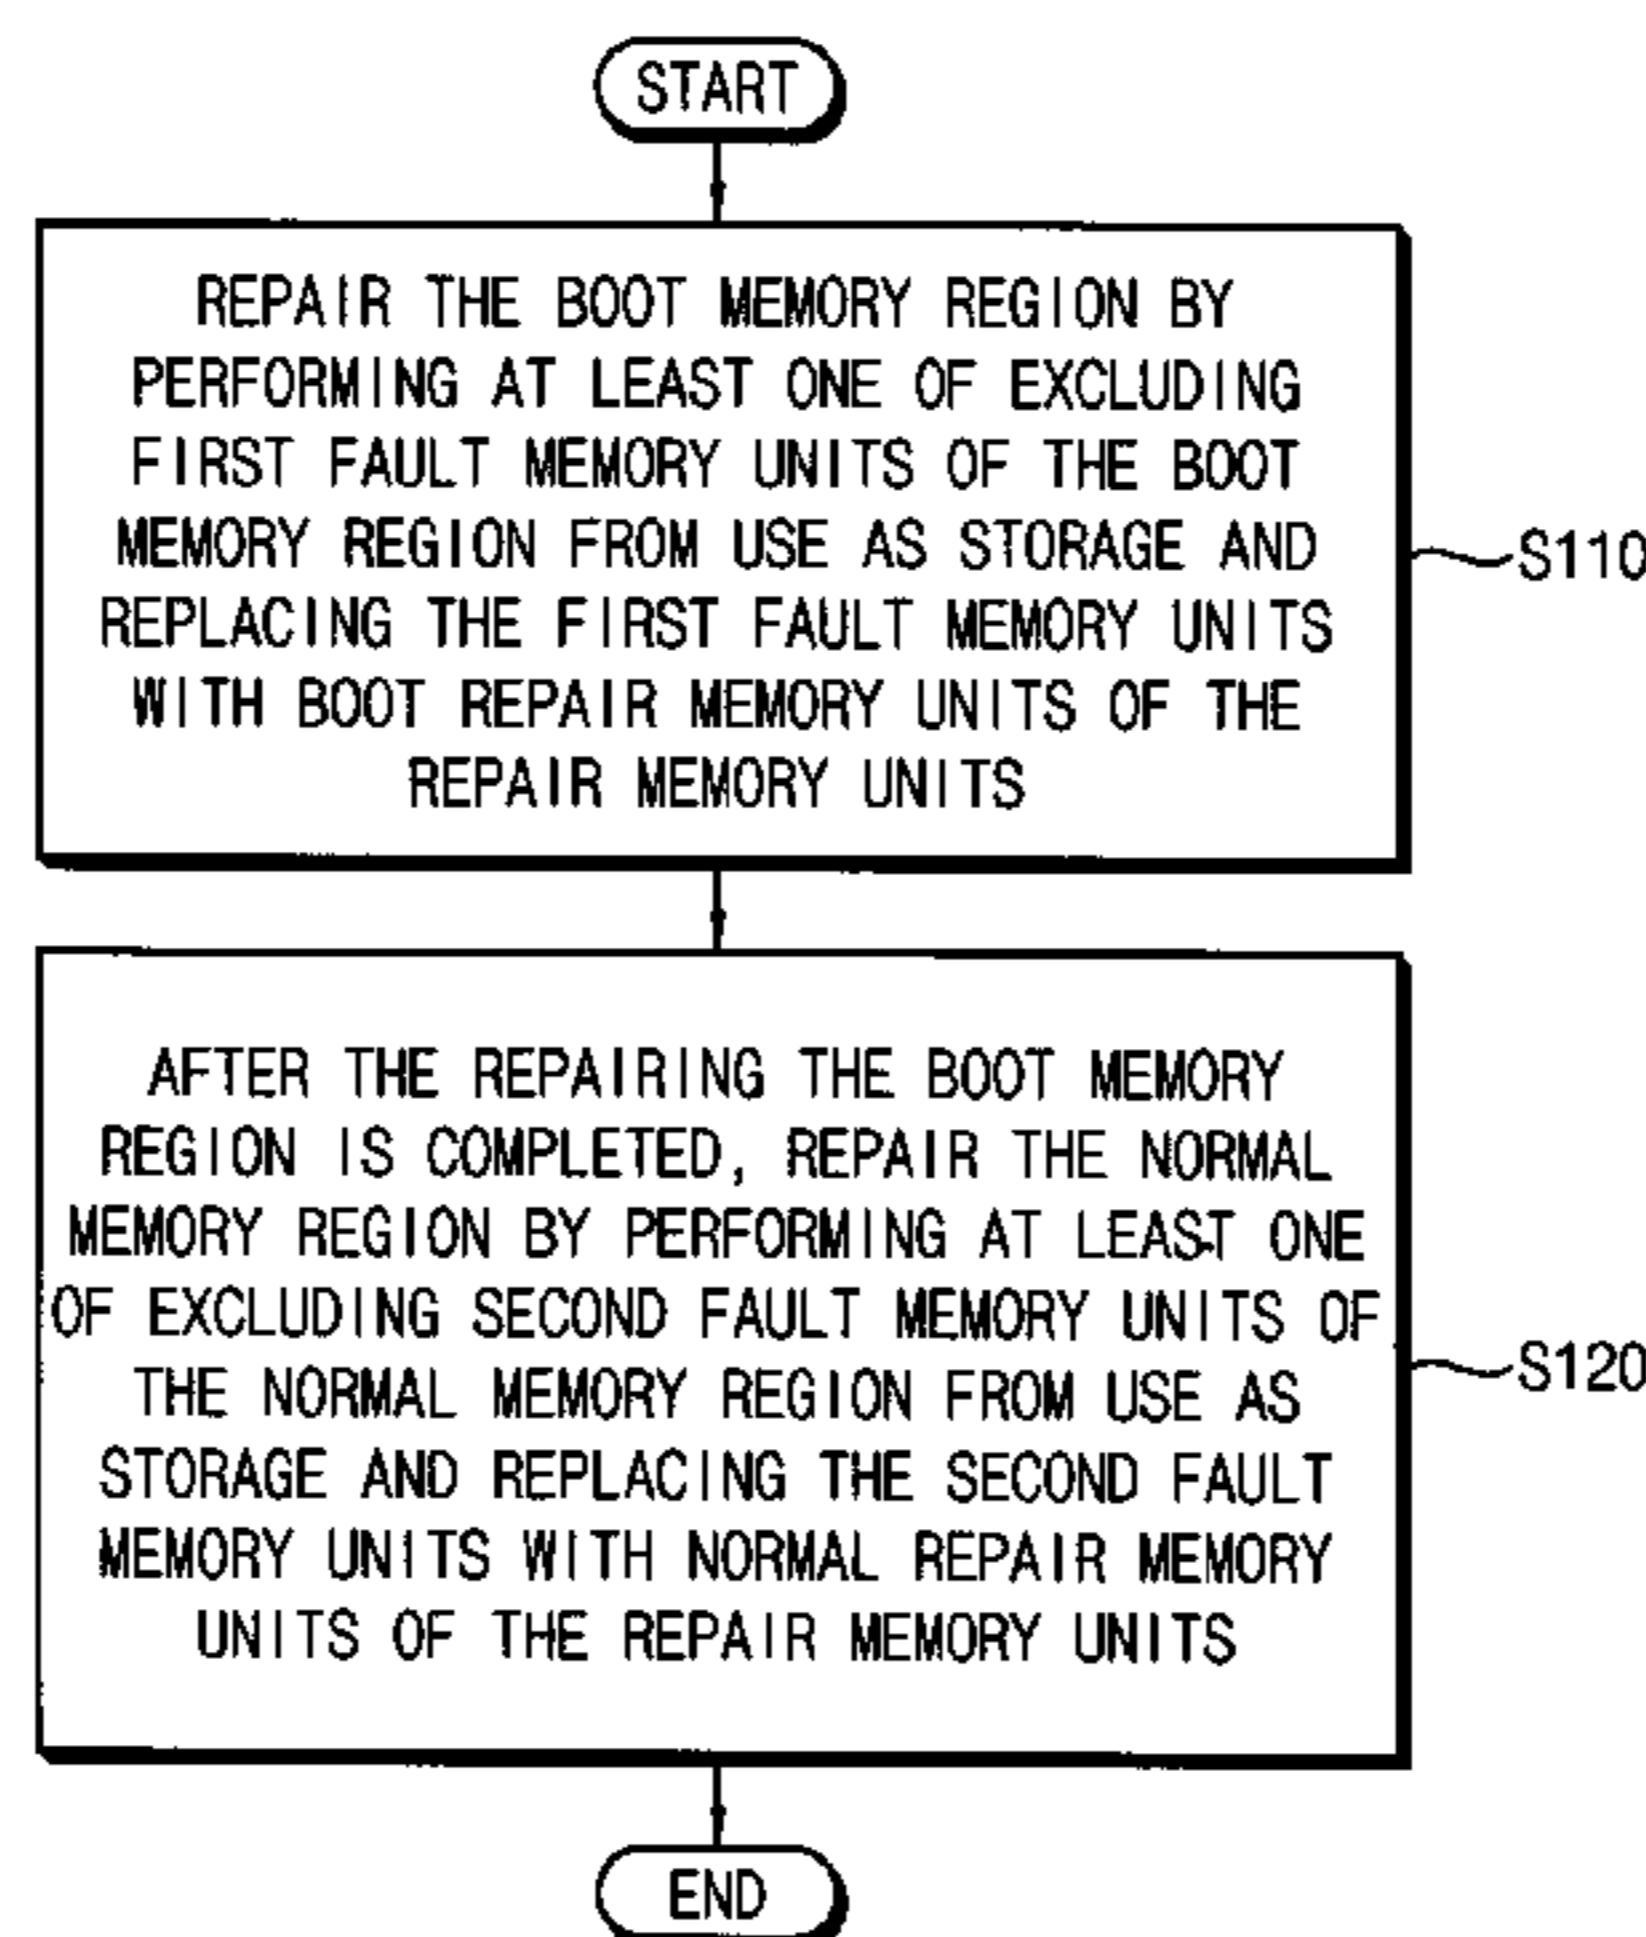 START
REPAIR THE BOOT MEMORY REGION BY
PERFORMING AT LEAST ONE OF EXCLUDING
FIRST FAULT MEMORY UNITS OF THE BOOT
MEMORY REGION FROM USE AS STORAGE AND
REPLACING THE FIRST FAULT MEMORY UNITS
WITH BOOT REPAIR MEMORY UNITS OF THE
REPAIR MEMORY UNITS
S110
AFTER THE REPAIRING THE BOOT MEMORY
REGION IS COMPLETED, REPAIR THE NORMAL
MEMORY REGION BY PERFORMING AT LEAST ONE
OF EXCLUDING SECOND FAULT MEMORY UNITS OF
THE NORMAL MEMORY REGION FROM USE AS
STORAGE AND REPLACING THE SECOND FAULT
MEMORY UNITS WITH NORMAL REPAIR MEMORY
UNITS OF THE REPAIR MEMORY UNITS
S120
END